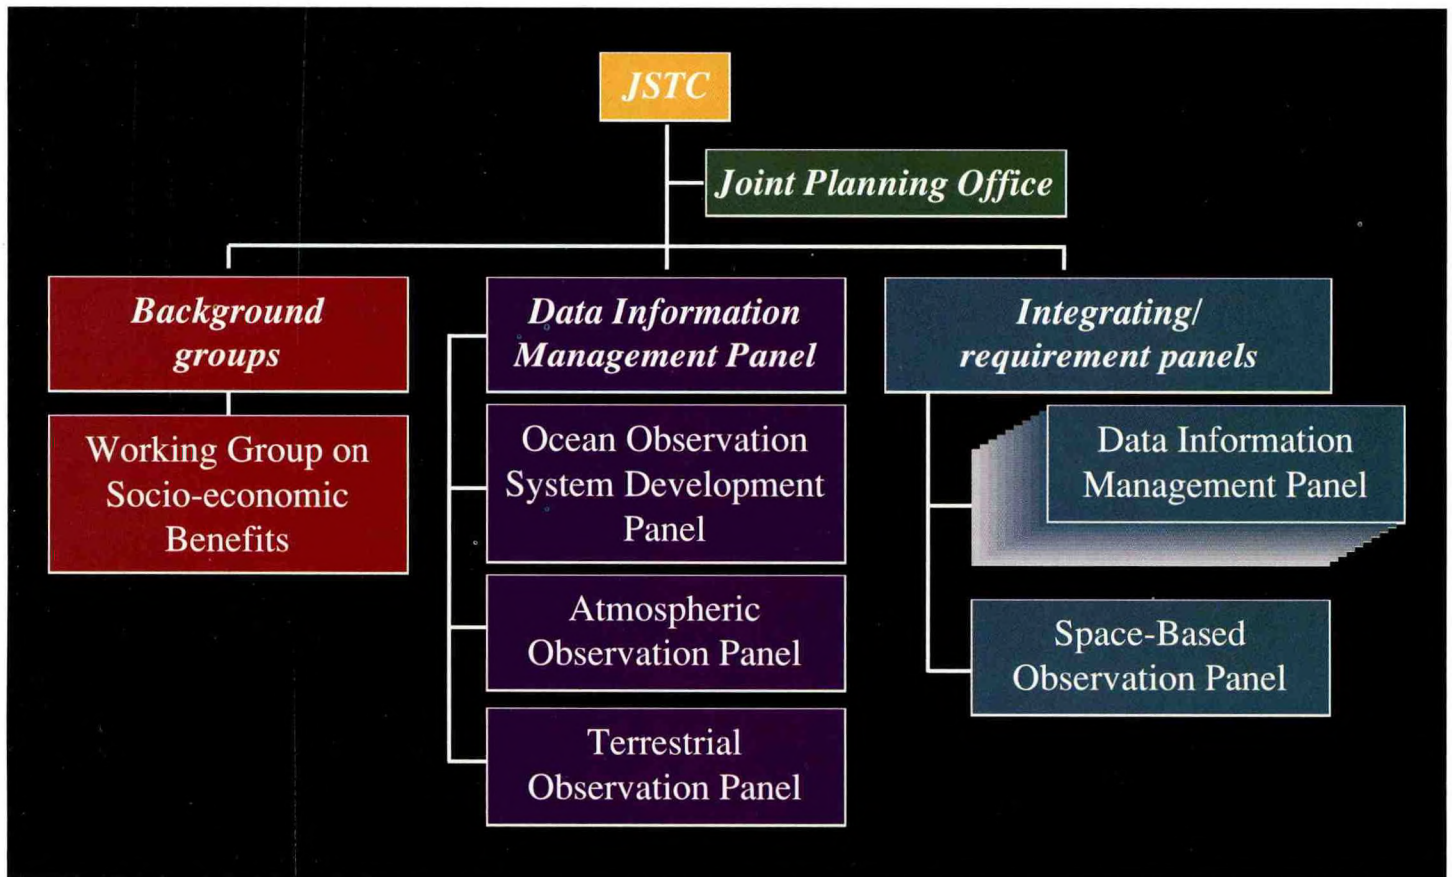 JSTC
Joint Planning Office
Background
groups
Working Group on
Socio-economic
Benefits
Data Information
Management Panel
Ocean Observation
System Development
Panel
Atmospheric
Observation Panel
Terrestrial
Observation Panel
Integrating/
requirement panels
Data Information
Management Panel
Space-Based
Observation Panel